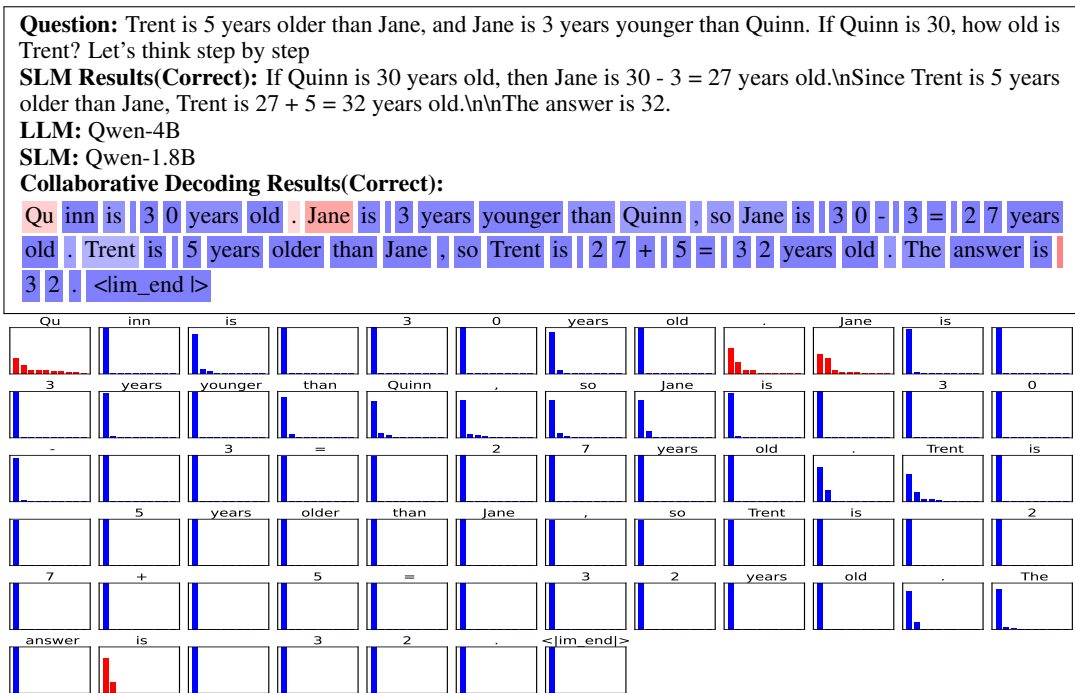 Question: Trent is 5 years older than Jane, and Jane is 3 years younger than Quinn. If Quinn is 30, how old is
Trent? Let's think step by step
SLM Results(Correct): If Quinn is 30 years old, then Jane is 30 - 3 = 27 years old.\nSince Trent is 5 years
older than Jane, Trent is 27 + 5 = 32 years old.\n\nThe answer is 32.
LLM: Qwen-4B
SLM: Qwen-1.8B
Collaborative Decoding Results(Correct):
Qu inn is 3 0 years old . Jane is 3 years younger than Quinn , so Jane is 3 0 - 3 = 2 7 years
old . Trent is 5 years older than Jane , so Trent is 2 7 + 5 = 3 2 years old . The answer is
3 2 . <|im_end |>
Qu inn is 3 0 years old . Jane is
3 years younger than Quinn , so Jane is 3 0
- 3 = 2 7 years old . Trent is
5 years older than Jane , so Trent is 2
7 + 5 = 3 2 years old . The
answer is 3 2 . <|im_end|>